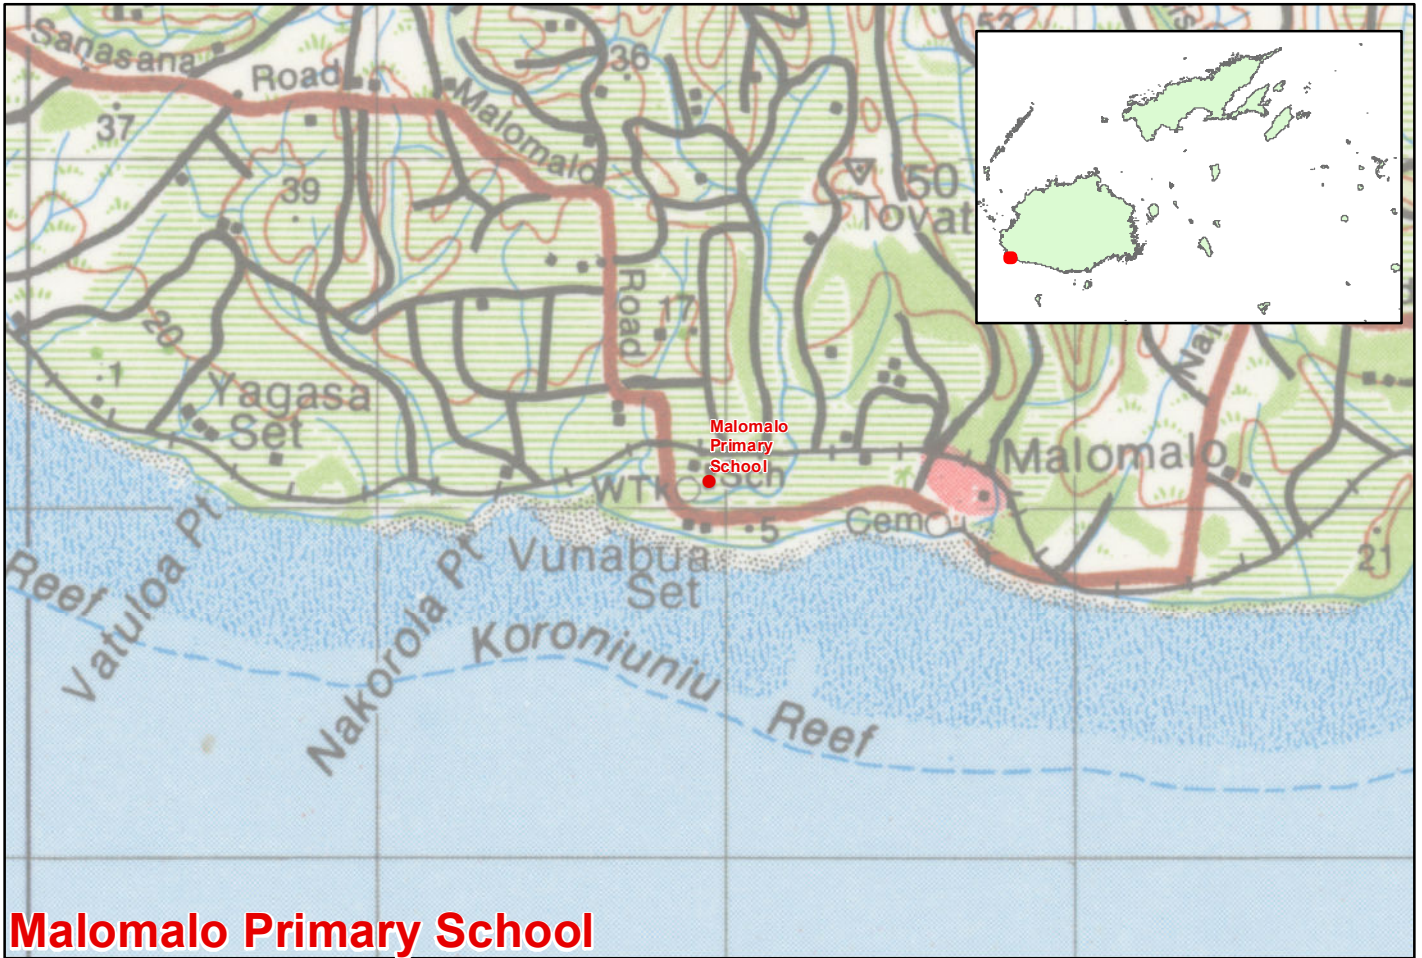 Sanasana
Road
Malomalo
Road
36
37
39
50
Tovat
17
20
1
Yagasa
Set
Malomalo
Primary
School
Sch
WTk
Malomalo
Cem
5
21
Vunabua
Set
Reef
Vatuloa Pt
Nakorola Pt
Koroniuniu
Reef
Malomalo Primary School